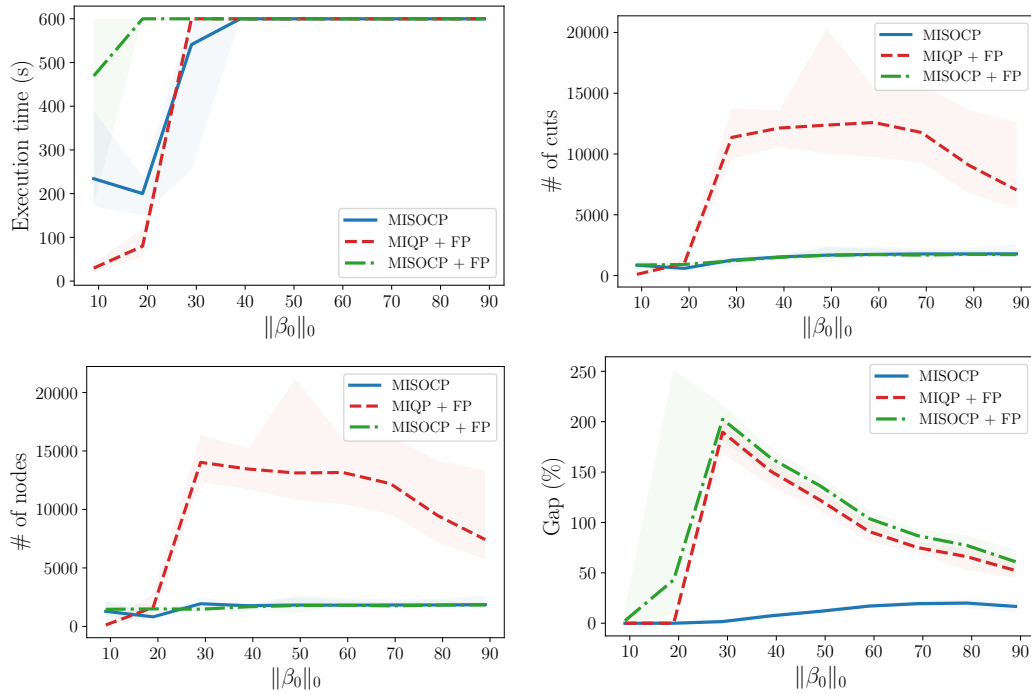 Execution time (s)
600
500
400
300
200
100
0
10 20 30 40 50 60 70 80 90
‖β₀‖₀
MISOCP
MIQP + FP
MISOCP + FP
# of cuts
20000
15000
10000
5000
0
10 20 30 40 50 60 70 80 90
‖β₀‖₀
MISOCP
MIQP + FP
MISOCP + FP
# of nodes
20000
15000
10000
5000
0
10 20 30 40 50 60 70 80 90
‖β₀‖₀
MISOCP
MIQP + FP
MISOCP + FP
Gap (%)
250
200
150
100
50
0
10 20 30 40 50 60 70 80 90
‖β₀‖₀
MISOCP
MIQP + FP
MISOCP + FP